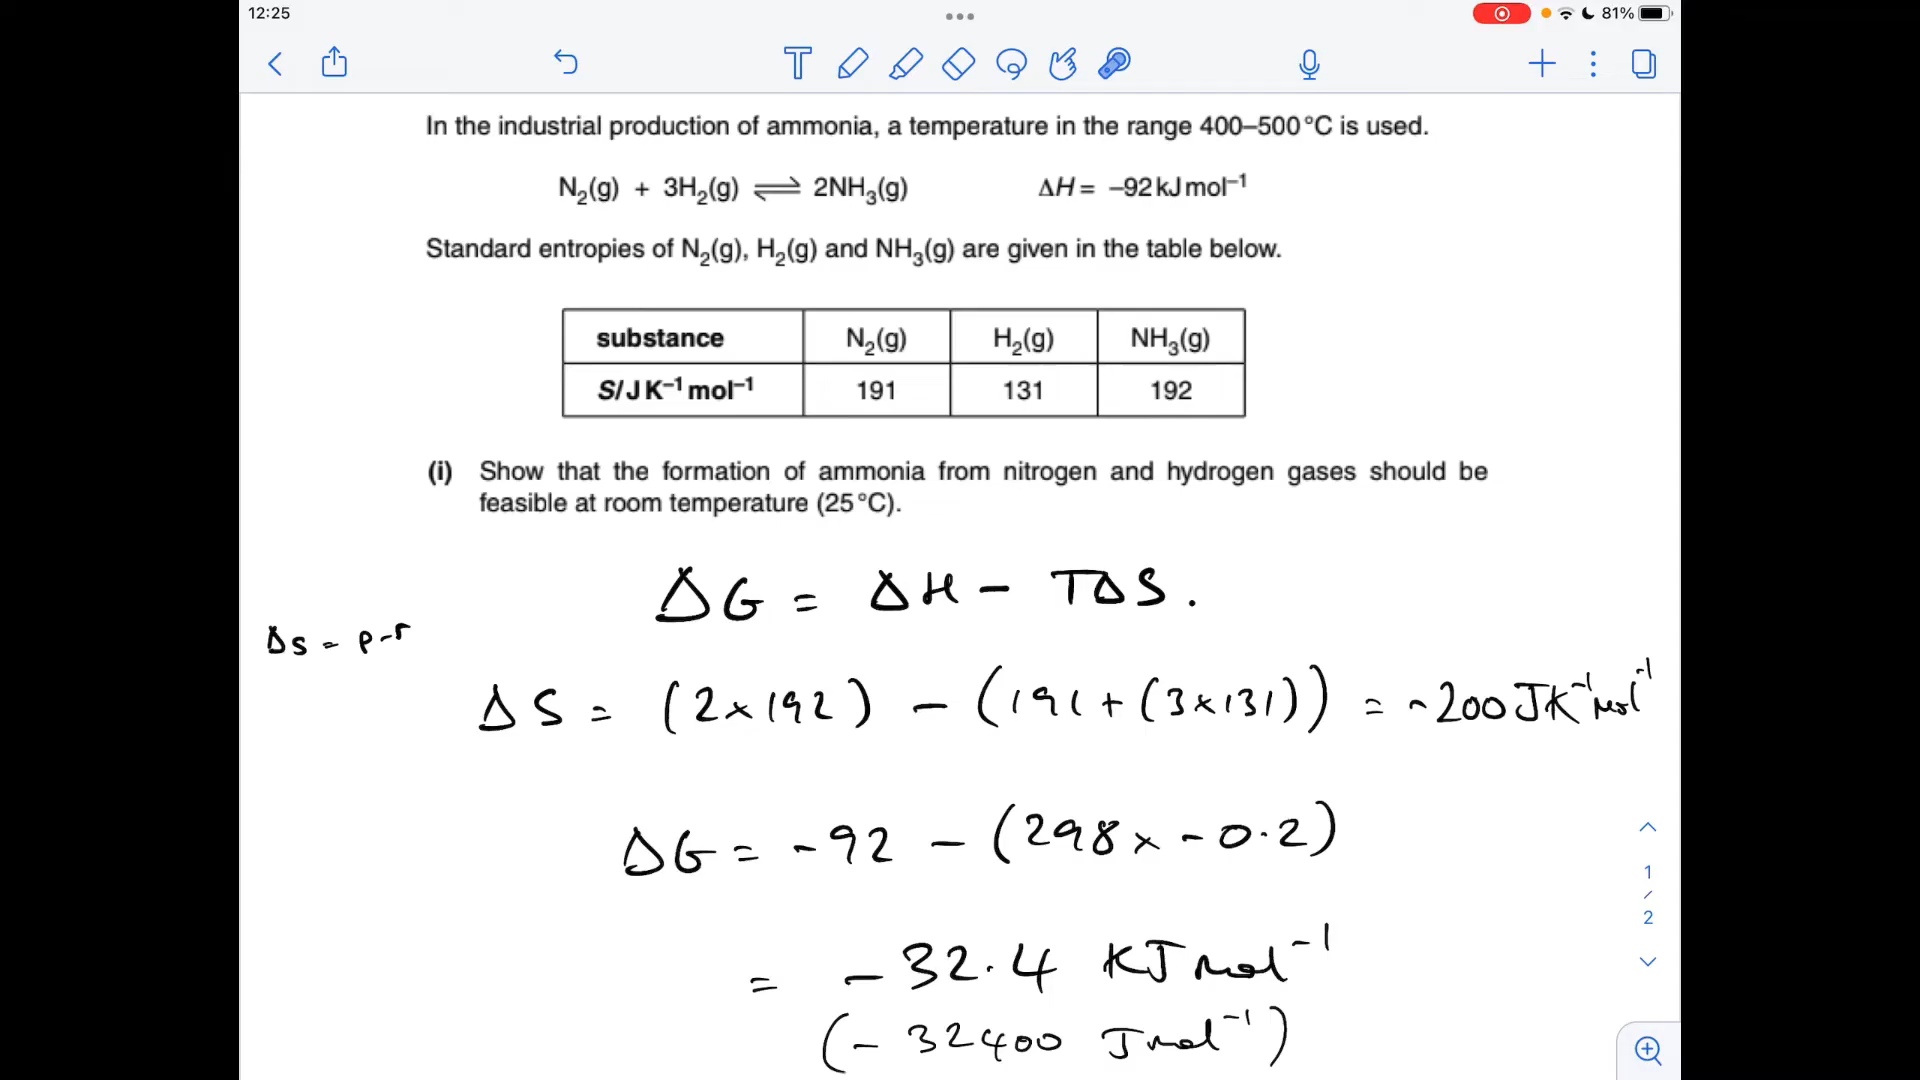 12:25
81%
In the industrial production of ammonia, a temperature in the range 400–500 °C is used.
N₂(g) + 3H₂(g) ⇌ 2NH₃(g) ΔH = –92 kJ mol⁻¹
Standard entropies of N₂(g), H₂(g) and NH₃(g) are given in the table below.
substance N₂(g) H₂(g) NH₃(g)
S/J K⁻¹ mol⁻¹ 191 131 192
(i) Show that the formation of ammonia from nitrogen and hydrogen gases should be
feasible at room temperature (25 °C).
ΔG = ΔH – TΔS.
Δs = p-r
ΔS = (2×192) – (191 + (3×131)) = -200 JK⁻¹mol⁻¹
ΔG = -92 – (298 × -0.2)
= -32.4 KJ mol⁻¹
(- 32400 Jmol⁻¹)
1
/
2